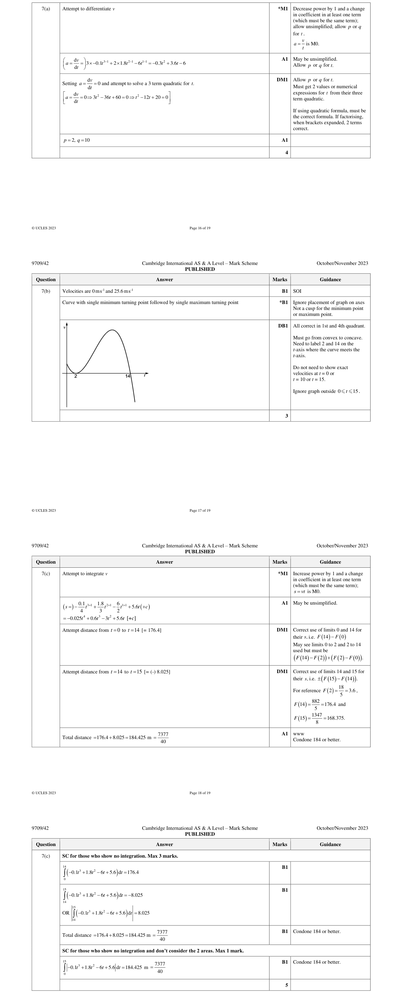 7(a) Attempt to differentiate v *M1 Decrease power by 1 and a change
in coefficient in at least one term
(which must be the same term);
allow unsimplified; allow p or q
for t.
a = v/t is M0.
(a = dv/dt =) 3×−0.1t³⁻¹ + 2×1.8t²⁻¹ − 6t¹⁻¹ = −0.3t² + 3.6t − 6 A1 May be unsimplified.
Allow p or q for t.
Setting a = dv/dt = 0 and attempt to solve a 3 term quadratic for t. DM1 Allow p or q for t.
[a = dv/dt = 0 ⇒ 3t² − 36t + 60 = 0 ⇒ t² − 12t + 20 = 0]
Must get 2 values or numerical
expressions for t from their three
term quadratic.
If using quadratic formula, must be
the correct formula. If factorising,
when brackets expanded, 2 terms
correct.
p = 2, q = 10 A1
4
© UCLES 2023 Page 16 of 19
9709/42 Cambridge International AS & A Level – Mark Scheme October/November 2023
PUBLISHED
Question Answer Marks Guidance
7(b) Velocities are 0 ms⁻¹ and 25.6 ms⁻¹ B1 SOI
Curve with single minimum turning point followed by single maximum turning point *B1 Ignore placement of graph on axes
Not a cusp for the minimum point
or maximum point.
DB1 All correct in 1st and 4th quadrant.
Must go from convex to concave.
Need to label 2 and 14 on the
t-axis where the curve meets the
t-axis.
Do not need to show exact
velocities at t = 0 or
t = 10 or t = 15.
Ignore graph outside 0 ⩽ t ⩽ 15.
v
2 14 t
3
© UCLES 2023 Page 17 of 19
9709/42 Cambridge International AS & A Level – Mark Scheme October/November 2023
PUBLISHED
Question Answer Marks Guidance
7(c) Attempt to integrate v *M1 Increase power by 1 and a change
in coefficient in at least one term
(which must be the same term);
s = vt is M0.
(s =) −0.1/4 t³⁺¹ + 1.8/3 t²⁺¹ − 6/2 t¹⁺¹ + 5.6t (+c) A1 May be unsimplified.
= −0.025t⁴ + 0.6t³ − 3t² + 5.6t [+c]
Attempt distance from t = 0 to t = 14 [= 176.4] DM1 Correct use of limits 0 and 14 for
their s, i.e. F(14) − F(0)
May see limits 0 to 2 and 2 to 14
used but must be
(F(14) − F(2)) + (F(2) − F(0)).
Attempt distance from t = 14 to t = 15 [= (−) 8.025] DM1 Correct use of limits 14 and 15 for
their s, i.e. ±(F(15) − F(14)).
For reference F(2) = 18/5 = 3.6,
F(14) = 882/5 = 176.4 and
F(15) = 1347/8 = 168.375.
Total distance = 176.4 + 8.025 = 184.425 m = 7377/40 A1 www
Condone 184 or better.
© UCLES 2023 Page 18 of 19
9709/42 Cambridge International AS & A Level – Mark Scheme October/November 2023
PUBLISHED
Question Answer Marks Guidance
7(c) SC for those who show no integration. Max 3 marks.
∫₀¹⁴(−0.1t³ + 1.8t² − 6t + 5.6)dt = 176.4 B1
∫₁₄¹⁵(−0.1t³ + 1.8t² − 6t + 5.6)dt = −8.025 B1
OR |∫₁₄¹⁵(−0.1t³ + 1.8t² − 6t + 5.6)dt| = 8.025
Total distance = 176.4 + 8.025 = 184.425 m = 7377/40 B1 Condone 184 or better.
SC for those who show no integration and don't consider the 2 areas. Max 1 mark.
∫₀¹⁵|−0.1t³ + 1.8t² − 6t + 5.6|dt = 184.425 m = 7377/40 B1 Condone 184 or better.
5